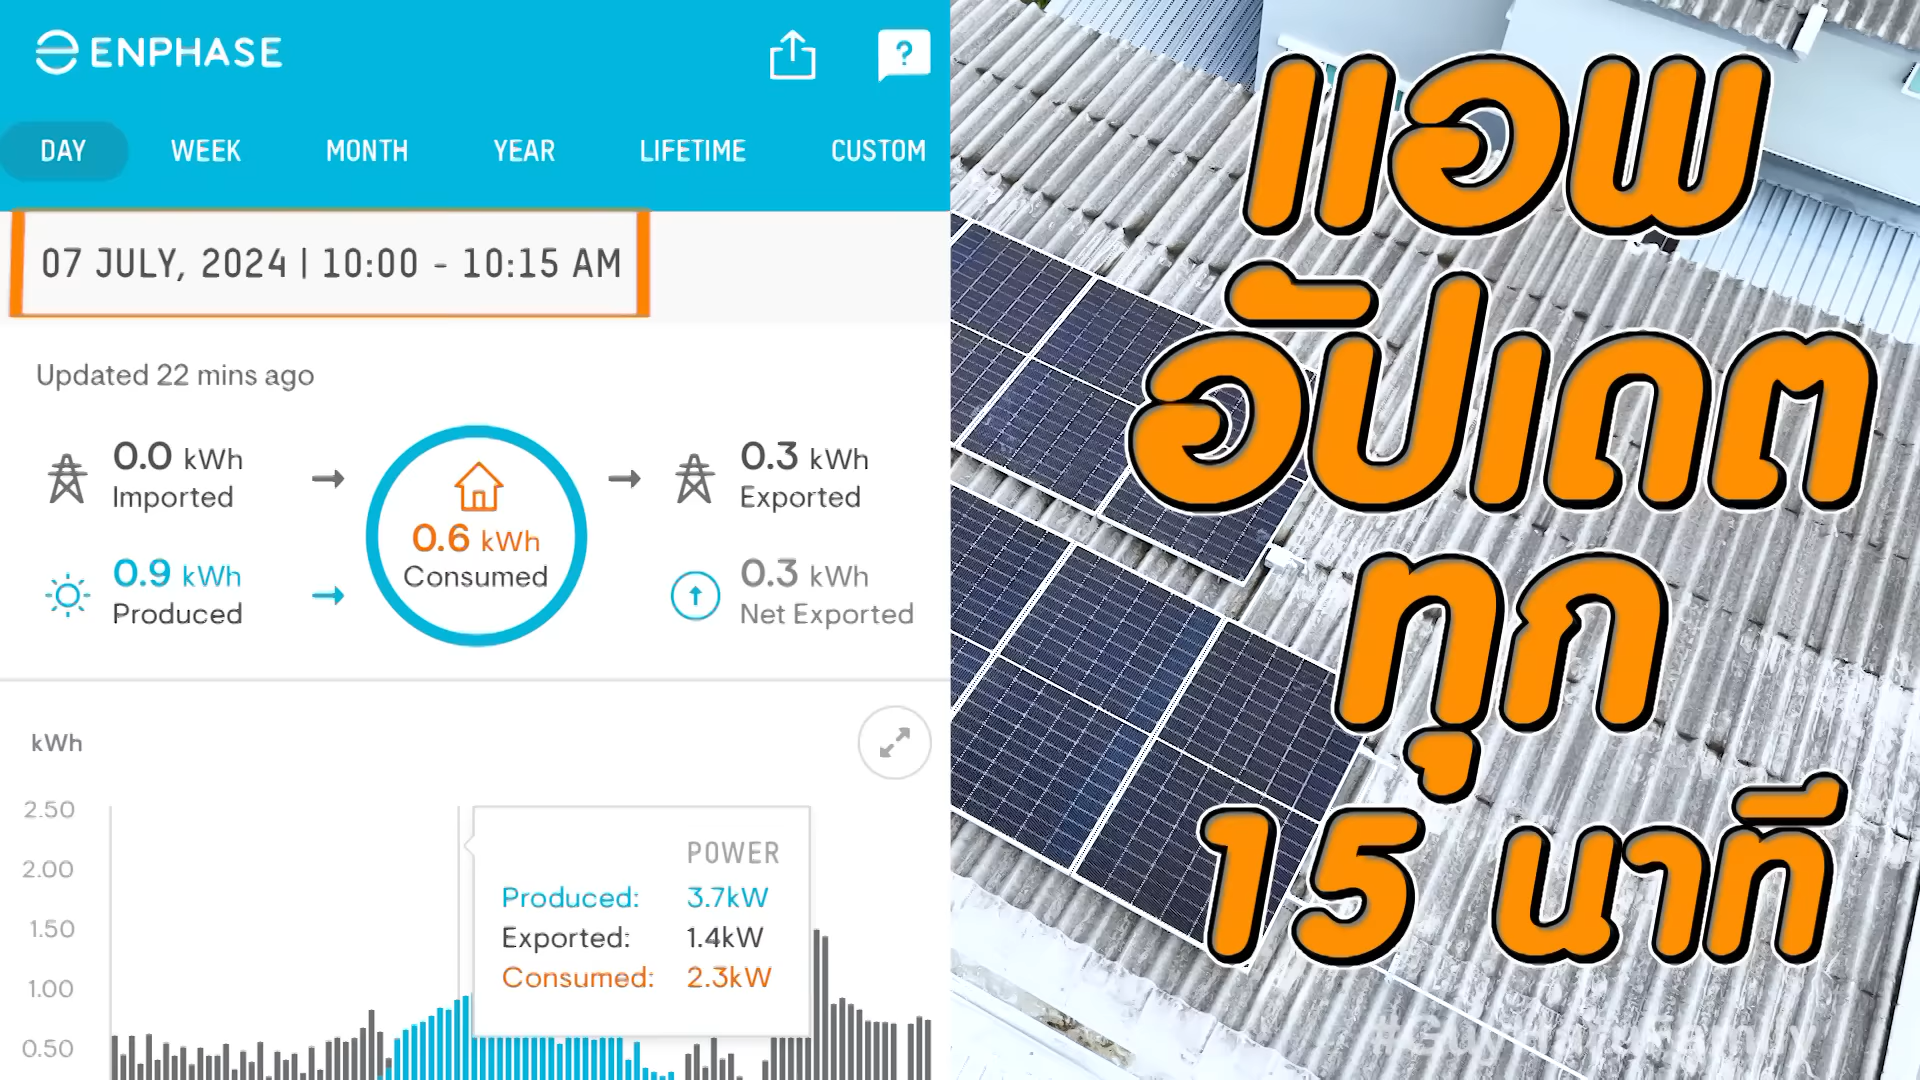 ENPHASE
?
DAY WEEK MONTH YEAR LIFETIME CUSTOM
07 JULY, 2024 | 10:00 - 10:15 AM
Updated 22 mins ago
0.0 kWh
Imported
0.6 kWh
Consumed
0.3 kWh
Exported
0.9 kWh
Produced
0.3 kWh
Net Exported
kWh
2.50
2.00
1.50
1.00
0.50
POWER
Produced: 3.7kW
Exported: 1.4kW
Consumed: 2.3kW
แอพ
อัปเดต
ทุก
15 นาที